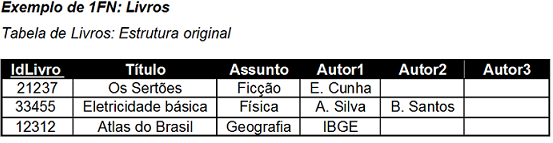 Exemplo de 1FN: Livros
Tabela de Livros: Estrutura original
IdLivro Título Assunto Autor1 Autor2 Autor3
21237 Os Sertões Ficção E. Cunha
33455 Eletricidade básica Física A. Silva B. Santos
12312 Atlas do Brasil Geografia IBGE